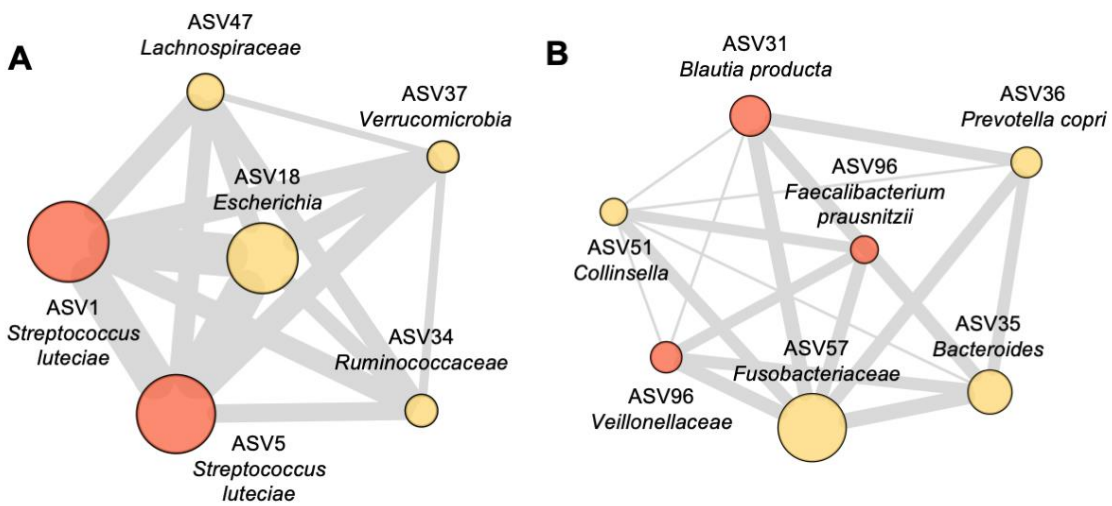 A
ASV47
Lachnospiraceae
ASV37
Verrucomicrobia
ASV18
Escherichia
ASV1
Streptococcus
luteciae
ASV34
Ruminococcaceae
ASV5
Streptococcus
luteciae
B
ASV31
Blautia producta
ASV36
Prevotella copri
ASV96
Faecalibacterium
prausnitzii
ASV51
Collinsella
ASV35
Bacteroides
ASV57
Fusobacteriaceae
ASV96
Veillonellaceae